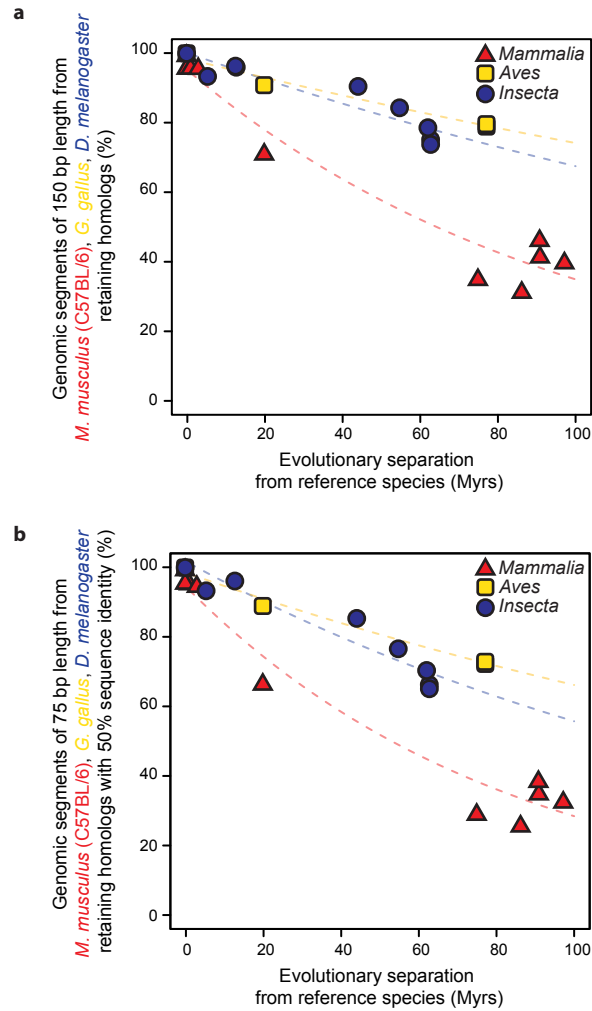 a
Genomic segments of 150 bp length from
M. musculus (C57BL/6), G. gallus, D. melanogaster
retaining homologs (%)
100
80
60
40
20
0
Mammalia
Aves
Insecta
0 20 40 60 80 100
Evolutionary separation
from reference species (Myrs)
b
Genomic segments of 75 bp length from
M. musculus (C57BL/6), G. gallus, D. melanogaster
retaining homologs with 50% sequence identity (%)
100
80
60
40
20
0
Mammalia
Aves
Insecta
0 20 40 60 80 100
Evolutionary separation
from reference species (Myrs)